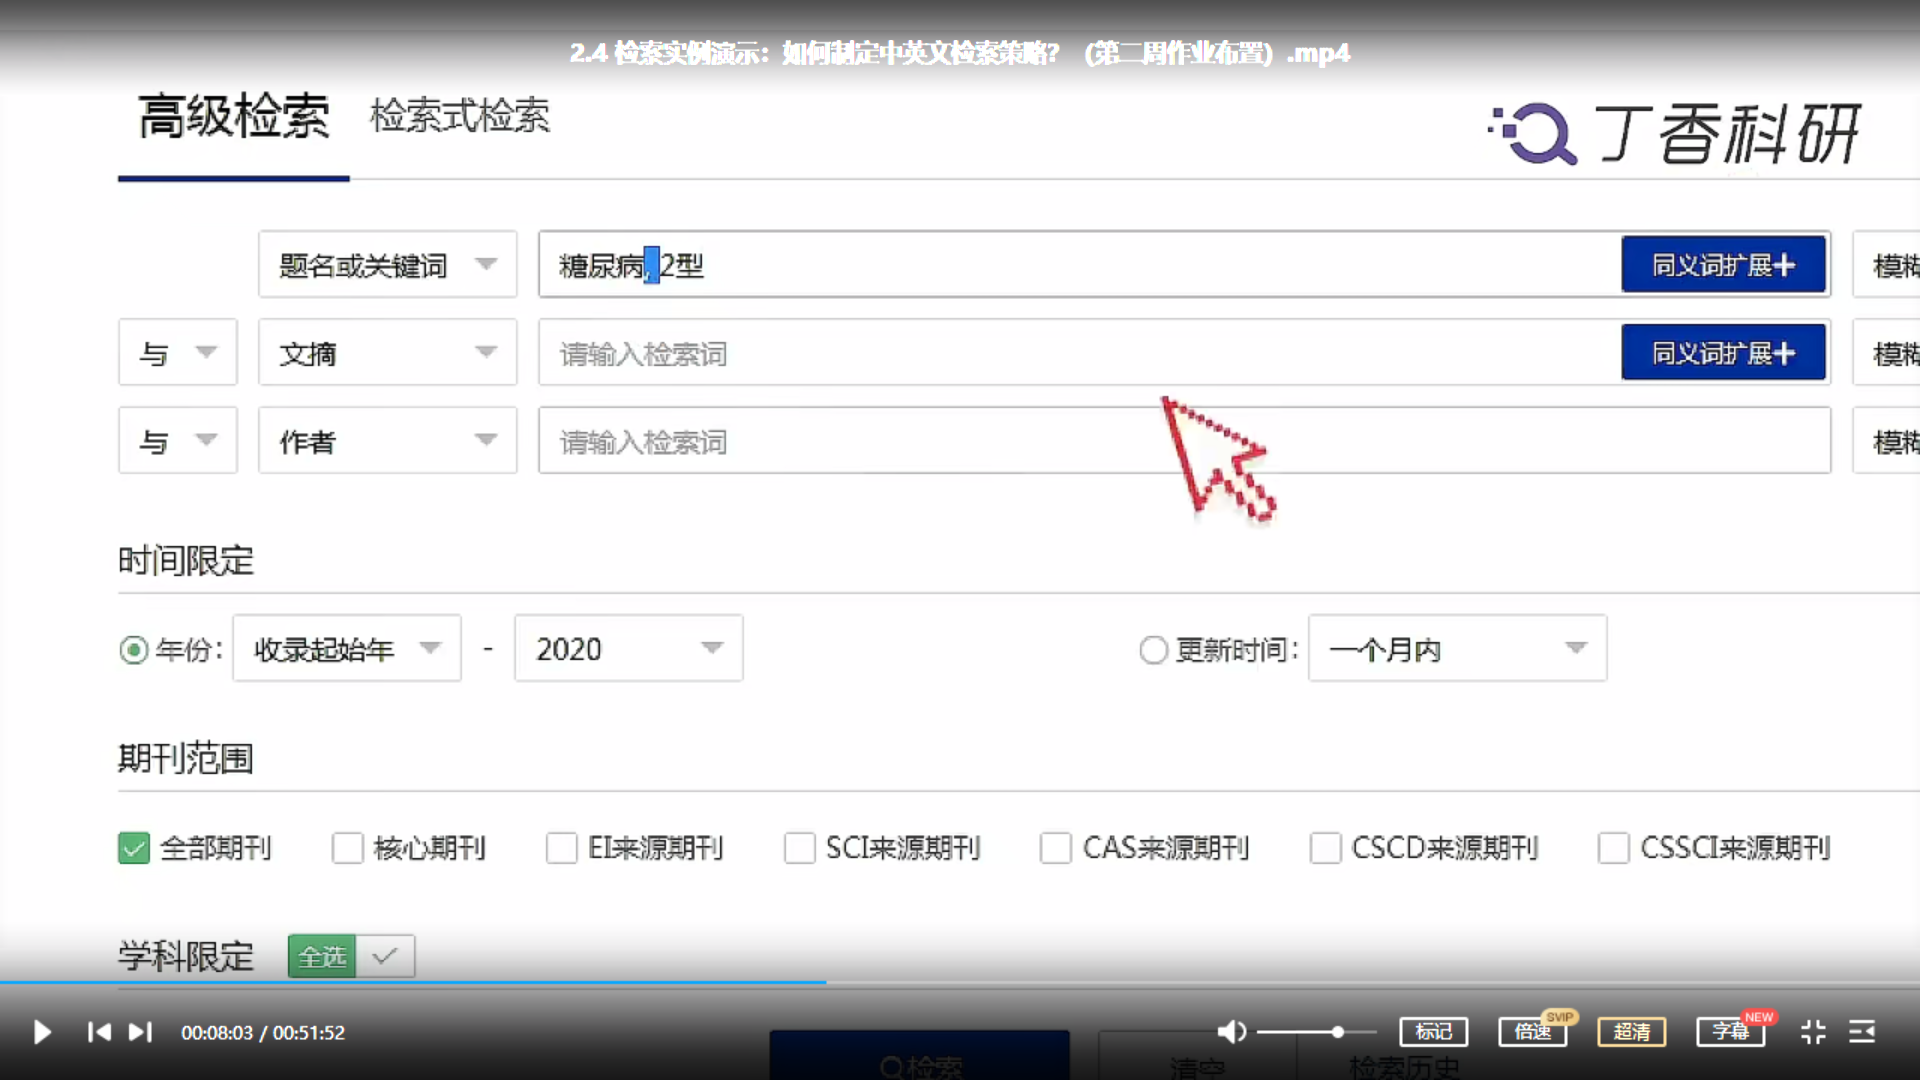 2.4 检索实例演示：如何制定中英文检索策略？（第二周作业布置）.mp4
高级检索 检索式检索
丁香科研
题名或关键词 糖尿病, 2型 同义词扩展+ 模糊
与 文摘 请输入检索词 同义词扩展+ 模糊
与 作者 请输入检索词 模糊
时间限定
年份： 收录起始年 - 2020 更新时间： 一个月内
期刊范围
全部期刊 核心期刊 EI来源期刊 SCI来源期刊 CAS来源期刊 CSCD来源期刊 CSSCI来源期刊
学科限定 全选
检索 清空 检索历史
00:08:03 / 00:51:52 标记 倍速 SVIP 超清 字幕 NEW